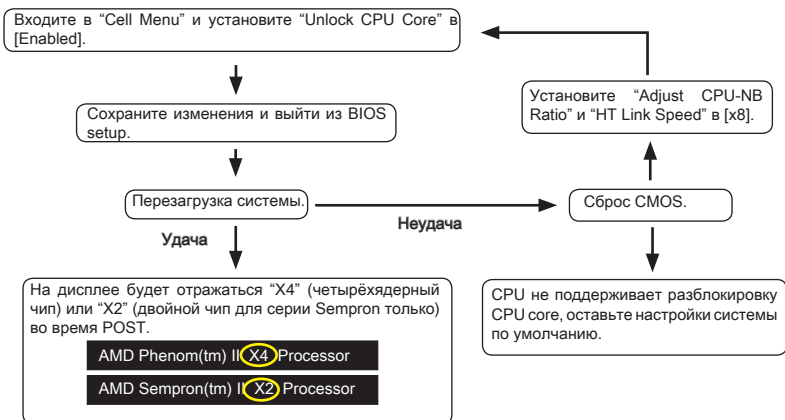 Входите в “Cell Menu” и установите “Unlock CPU Core” в
[Enabled].
Сохраните изменения и выйти из BIOS
setup.
Установите “Adjust CPU-NB
Ratio” и “HT Link Speed” в [x8].
Перезагрузка системы.
Неудача
Сброс CMOS.
Удача
На дисплее будет отражаться “X4” (четырёхядерный
чип) или “X2” (двойной чип для серии Sempron только)
во время POST.
AMD Phenom(tm) II X4 Processor
AMD Sempron(tm) II X2 Processor
CPU не поддерживает разблокировку
CPU core, оставьте настройки системы
по умолчанию.